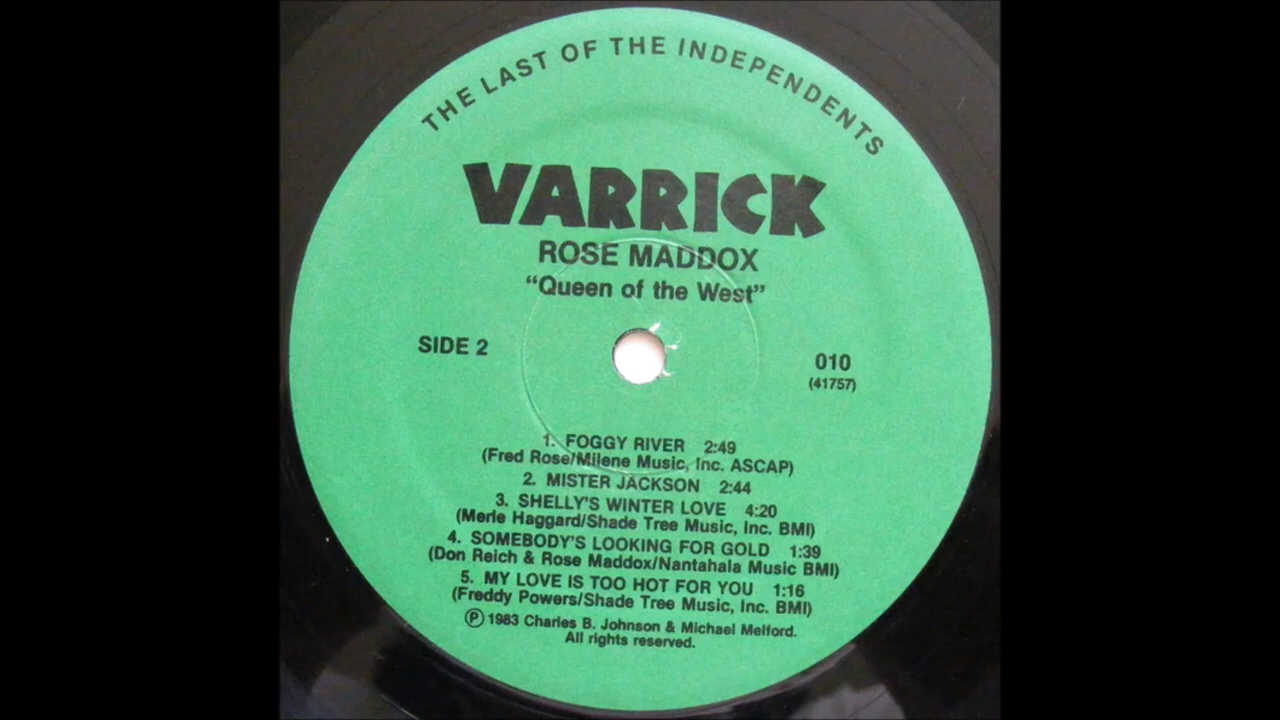 THE LAST OF THE INDEPENDENTS
VARRICK
ROSE MADDOX
“Queen of the West”
SIDE 2
010
(41757)
1. FOGGY RIVER 2:49
(Fred Rose/Milene Music, Inc. ASCAP)
2. MISTER JACKSON 2:44
3. SHELLY'S WINTER LOVE 4:20
(Merle Haggard/Shade Tree Music, Inc. BMI)
4. SOMEBODY'S LOOKING FOR GOLD 1:39
(Don Reich & Rose Maddox/Nantahala Music BMI)
5. MY LOVE IS TOO HOT FOR YOU 1:16
(Freddy Powers/Shade Tree Music, Inc. BMI)
Ⓟ 1983 Charles B. Johnson & Michael Melford.
All rights reserved.